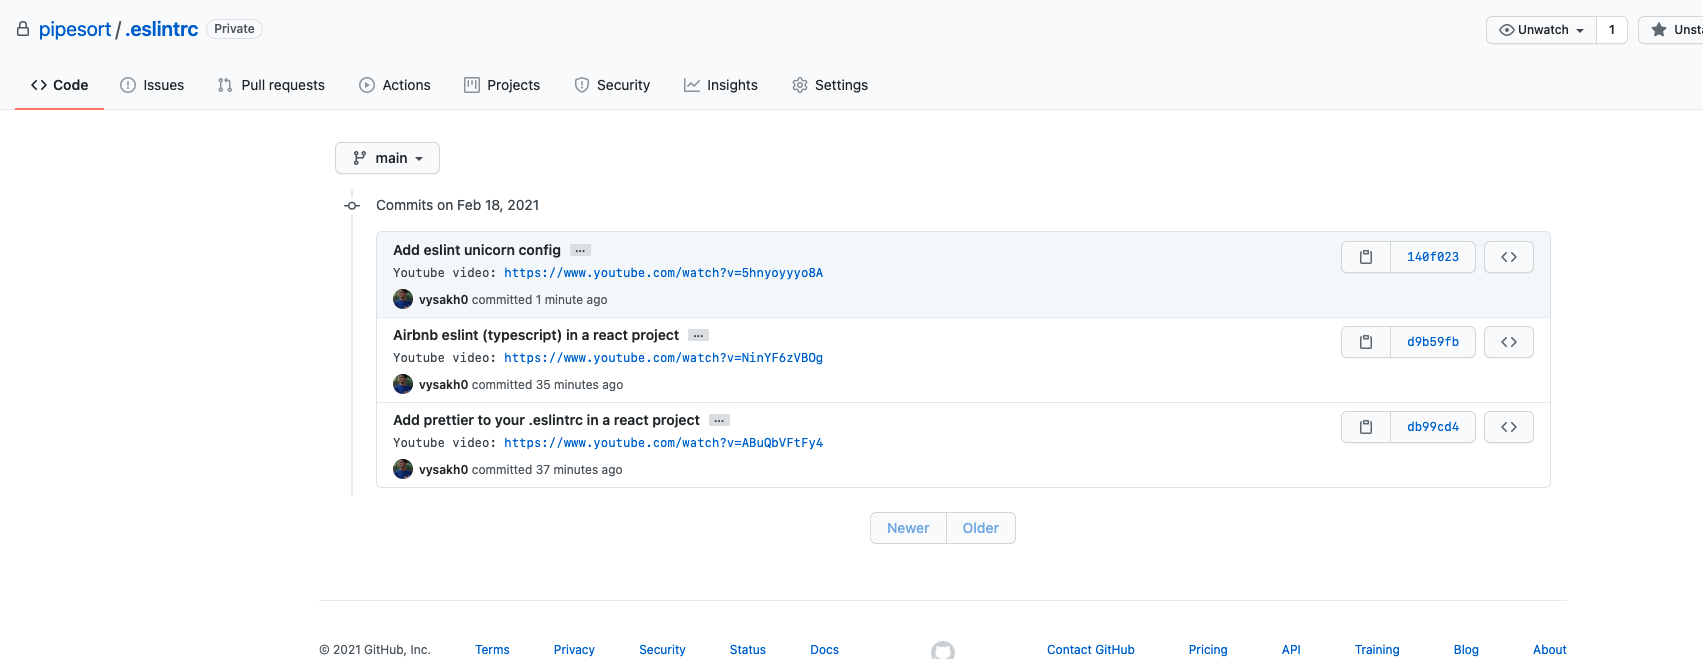 pipesort / .eslintrc Private
Unwatch 1 Unsta
Code Issues Pull requests Actions Projects Security Insights Settings
main
Commits on Feb 18, 2021
Add eslint unicorn config …
Youtube video: https://www.youtube.com/watch?v=5hnyoyyyo8A
140f023
vysakh0 committed 1 minute ago
Airbnb eslint (typescript) in a react project …
Youtube video: https://www.youtube.com/watch?v=NinYF6zVBOg
d9b59fb
vysakh0 committed 35 minutes ago
Add prettier to your .eslintrc in a react project …
Youtube video: https://www.youtube.com/watch?v=ABuQbVFtFy4
db99cd4
vysakh0 committed 37 minutes ago
Newer Older
© 2021 GitHub, Inc. Terms Privacy Security Status Docs Contact GitHub Pricing API Training Blog About